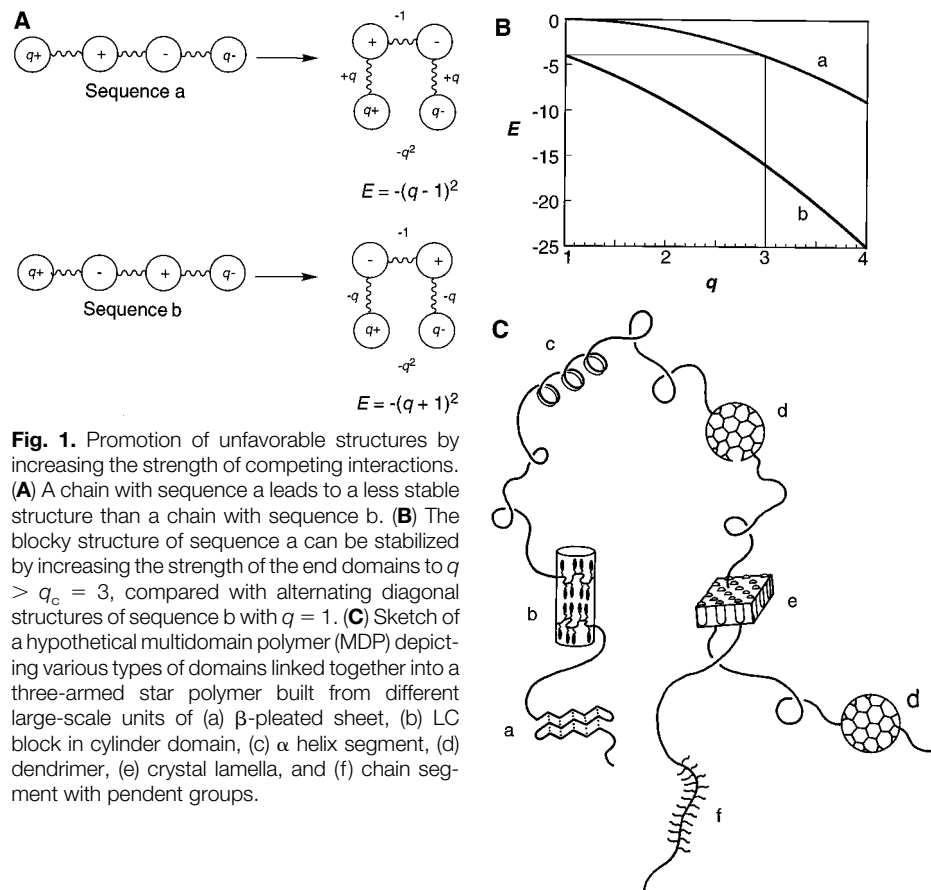 A
q+ + - q-
Sequence a
-1
+ -
+q +q
q+ q-
-q²
E = -(q - 1)²
q+ - + q-
Sequence b
-1
- +
-q -q
q+ q-
-q²
E = -(q + 1)²
Fig. 1. Promotion of unfavorable structures by
increasing the strength of competing interactions.
(A) A chain with sequence a leads to a less stable
structure than a chain with sequence b. (B) The
blocky structure of sequence a can be stabilized
by increasing the strength of the end domains to q
> qc = 3, compared with alternating diagonal
structures of sequence b with q = 1. (C) Sketch of
a hypothetical multidomain polymer (MDP) depict-
ing various types of domains linked together into a
three-armed star polymer built from different
large-scale units of (a) β-pleated sheet, (b) LC
block in cylinder domain, (c) α helix segment, (d)
dendrimer, (e) crystal lamella, and (f) chain seg-
ment with pendent groups.
B
0
-5
-10
-15
-20
-25
E
a
b
1 2 3 4
q
C
c
d
b
e
a
d
f